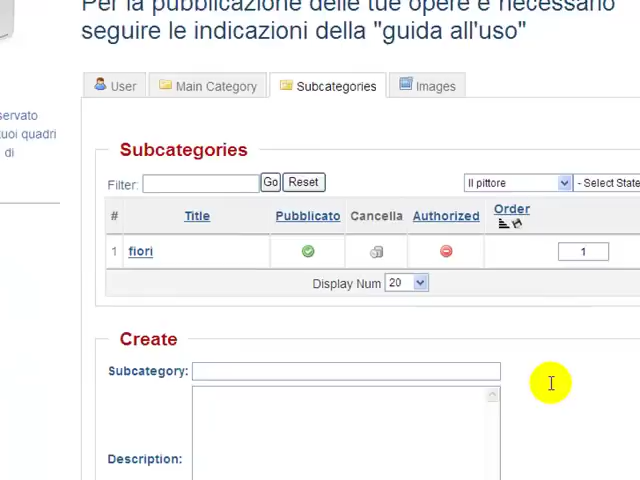 Per la pubblicazione delle tue opere è necessario
seguire le indicazioni della "guida all'uso"
User
Main Category
Subcategories
Images
servato
tuoi quadri
di
Subcategories
Filter:
Go
Reset
Il pittore
- Select State
#
Title
Pubblicato
Cancella
Authorized
Order
1
fiori
1
Display Num
20
Create
Subcategory:
Description: